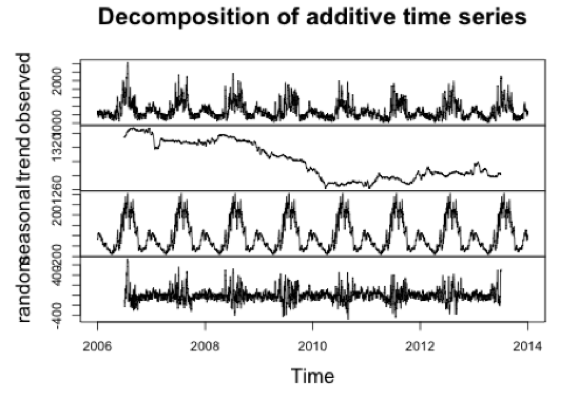 Decomposition of additive time series
observed
2000
1000
trend
1320
1260
seasonal
200
-200
random
400
-400
2006 2008 2010 2012 2014
Time